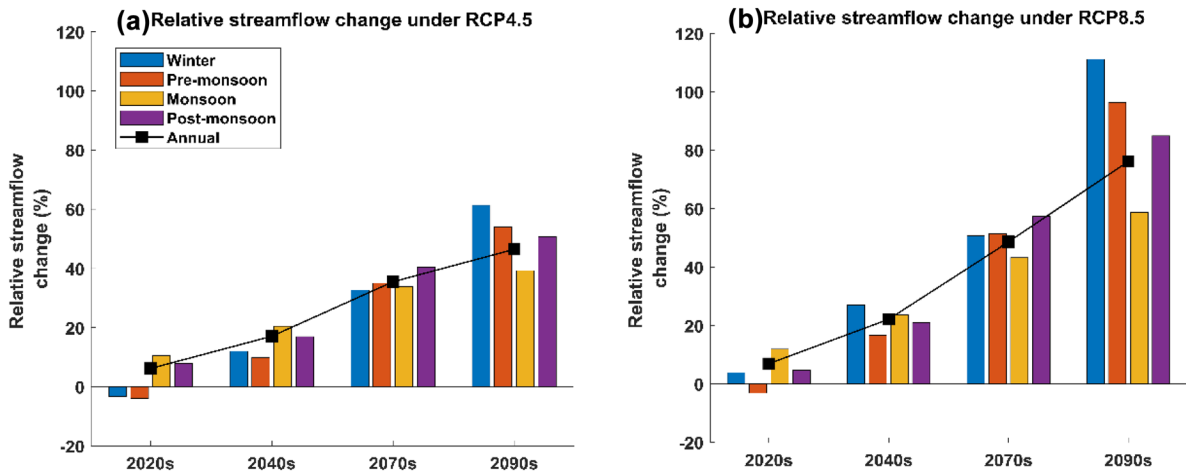 (a) Relative streamflow change under RCP4.5
120
100
80
60
40
20
0
-20
Relative streamflow
change (%)
Winter
Pre-monsoon
Monsoon
Post-monsoon
Annual
2020s
2040s
2070s
2090s
(b) Relative streamflow change under RCP8.5
120
100
80
60
40
20
0
-20
Relative streamflow
change (%)
2020s
2040s
2070s
2090s